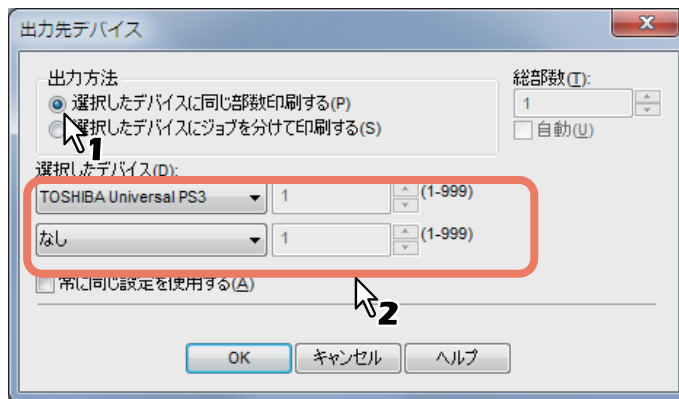 出力先デバイス
出力方法
選択したデバイスに同じ部数印刷する(P)
選択したデバイスにジョブを分けて印刷する(S)
総部数(T):
1
自動(U)
1
選択したデバイス(D):
TOSHIBA Universal PS3 1 (1-999)
なし 1 (1-999)
常に同じ設定を使用する(A)
2
OK キャンセル ヘルプ